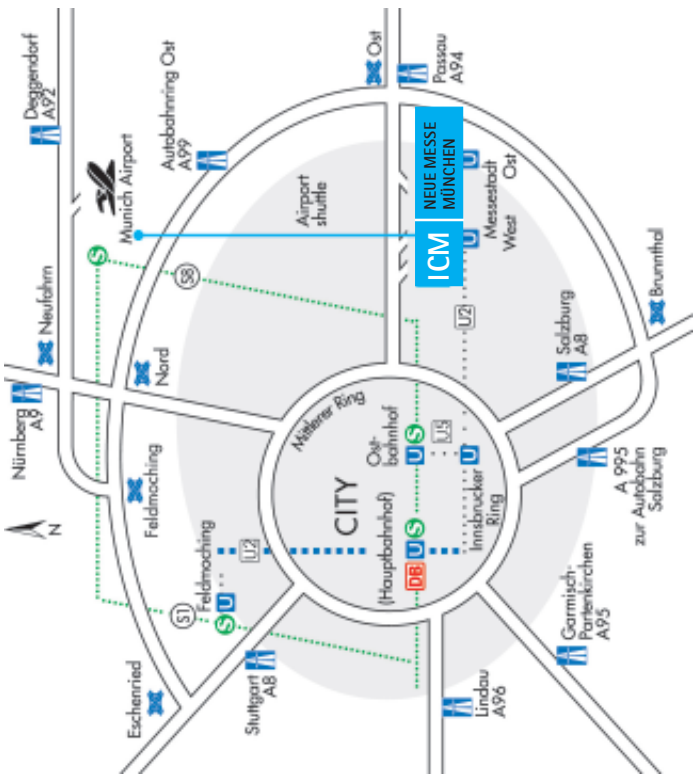 Deggendorf
A92
Munich Airport
Autobahnring Ost
A99
Ost
Passau
A94
Neufahrn
Nürnberg
A9
Nord
S8
Airport
shuttle
ICM
NEUE MESSE
MÜNCHEN
U
Messestadt
Ost
U
West
S
N
Feldmoching
Mittlerer Ring
CITY
Ost-
bahnhof
U
S
U5
U2
Salzburg
A8
Brunnthal
Feldmoching
S
U
U2
(Hauptbahnhof)
DB
U
S
U
Innsbrucker
Ring
A 995
zur Autobahn
Salzburg
S1
Eschenried
Stuttgart
A8
Lindau
A96
Garmisch-
Partenkirchen
A95